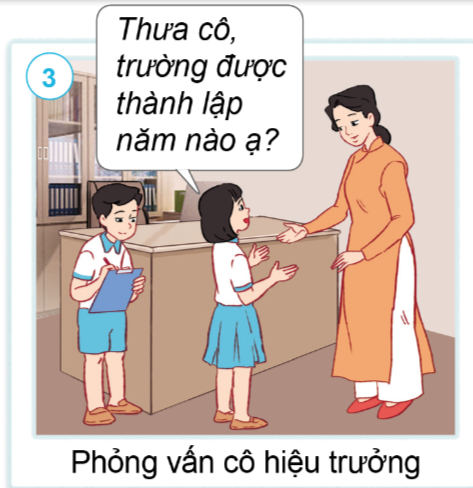 3
Thưa cô,
trường được
thành lập
năm nào ạ?
Phỏng vấn cô hiệu trưởng